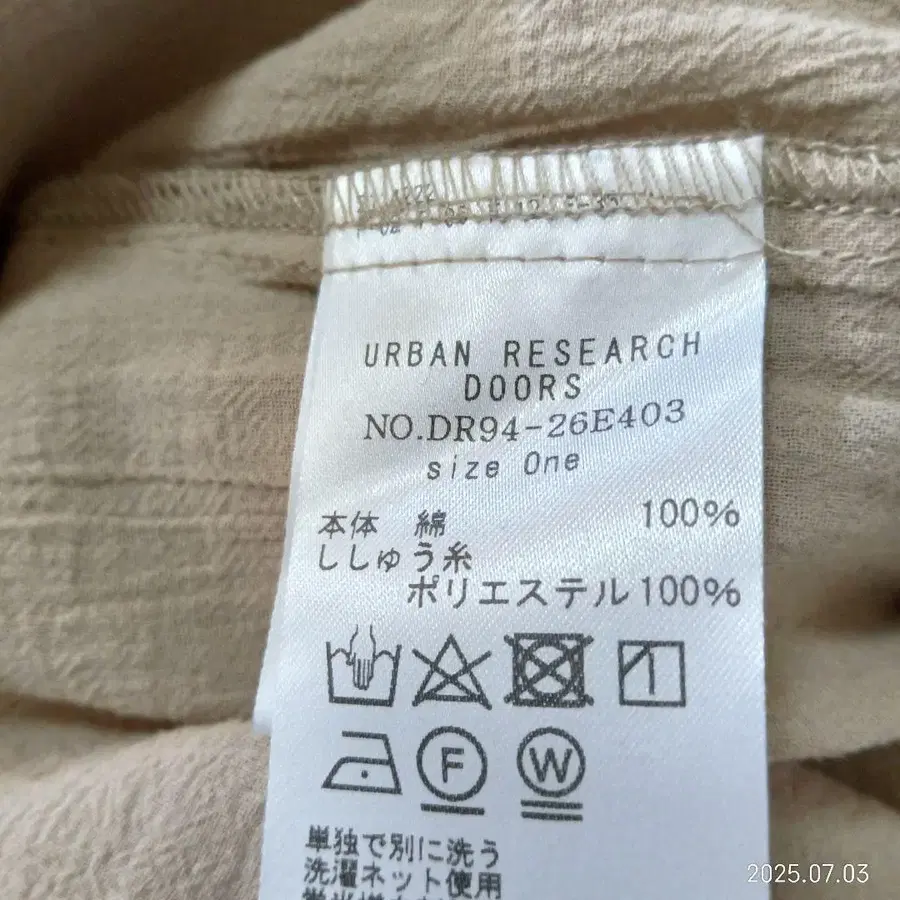 URBAN RESEARCH
DOORS
NO.DR94-26E403
size One
本体 綿 100%
ししゅう糸
ポリエステル100%
F
W
単独で別に洗う
洗濯ネット使用
2025.07.03